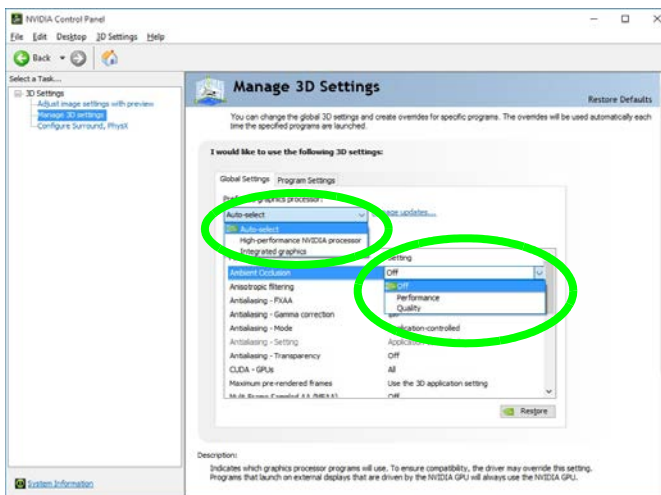 NVIDIA Control Panel
File Edit Desktop 3D Settings Help
Back
Select a Task...
3D Settings
Adjust image settings with preview
Manage 3D settings
Configure Surround, PhysX
System Information
Manage 3D Settings
Restore Defaults
You can change the global 3D settings and create overrides for specific programs. The overrides will be used automatically each
time the specified programs are launched.
I would like to use the following 3D settings:
Global Settings Program Settings
graphics processor:
Auto-select
updates...
Auto-select
High-performance NVIDIA processor
Integrated graphics
Setting
Ambient Occlusion Off
Anisotropic filtering Off
Antialiasing - FXAA Performance
Antialiasing - Gamma correction Quality
Antialiasing - Mode Application-controlled
Antialiasing - Setting
Antialiasing - Transparency Off
CUDA - GPUs All
Maximum pre-rendered frames Use the 3D application setting
Restore
Description:
Indicates which graphics processor programs will use. To ensure compatibility, the driver may override this setting.
Programs that launch on external displays that are driven by the NVIDIA GPU will always use the NVIDIA GPU.